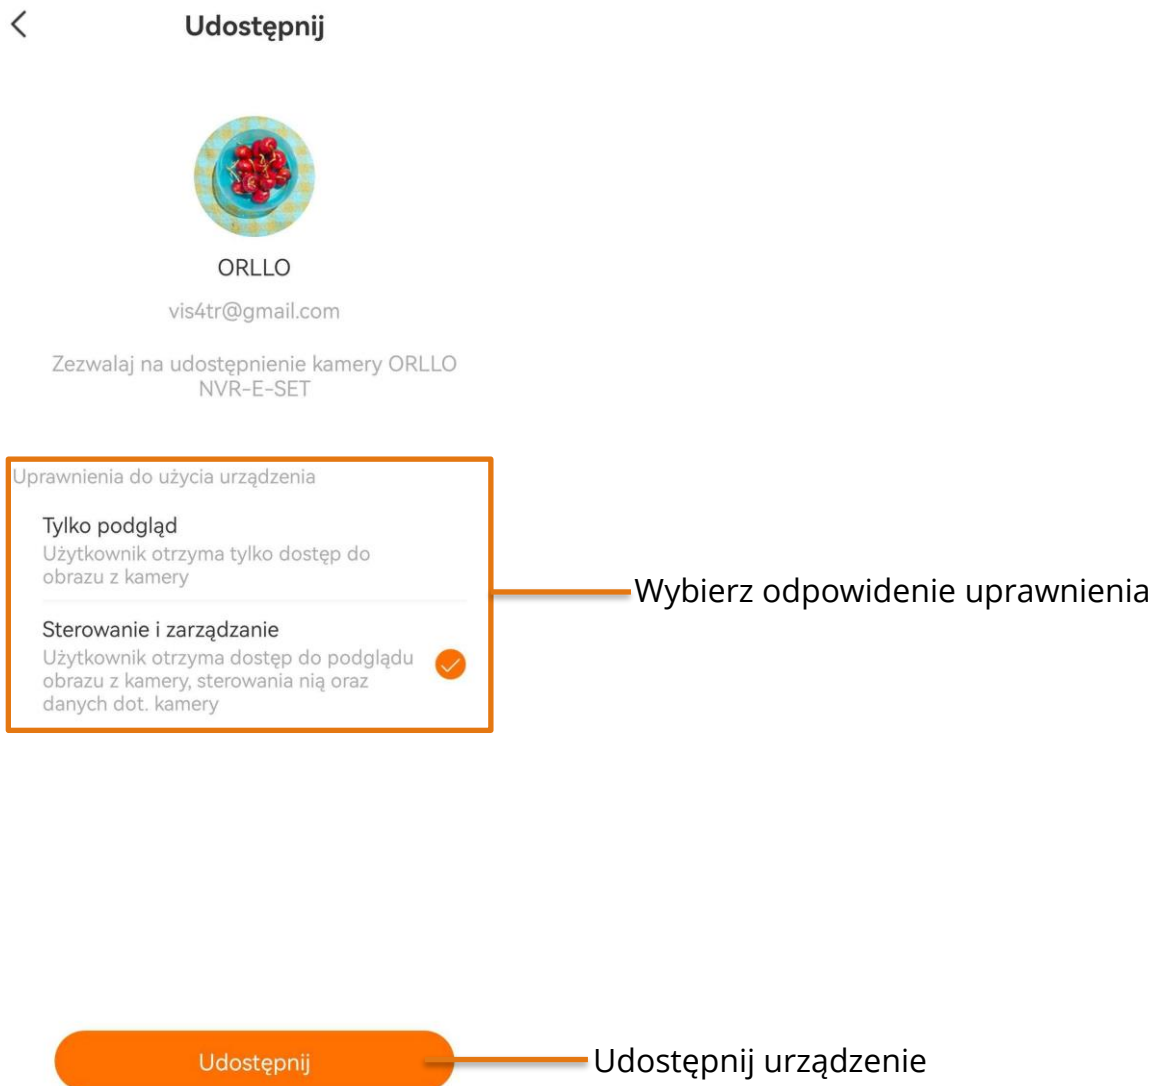 Udostępnij
ORLLO
vis4tr@gmail.com
Zezwalaj na udostępnienie kamery ORLLO
NVR-E-SET
Uprawnienia do użycia urządzenia
Tylko podgląd
Użytkownik otrzyma tylko dostęp do
obrazu z kamery
Wybierz odpowidenie uprawnienia
Sterowanie i zarządzanie
Użytkownik otrzyma dostęp do podglądu
obrazu z kamery, sterowania nią oraz
danych dot. kamery
Udostępnij
Udostępnij urządzenie